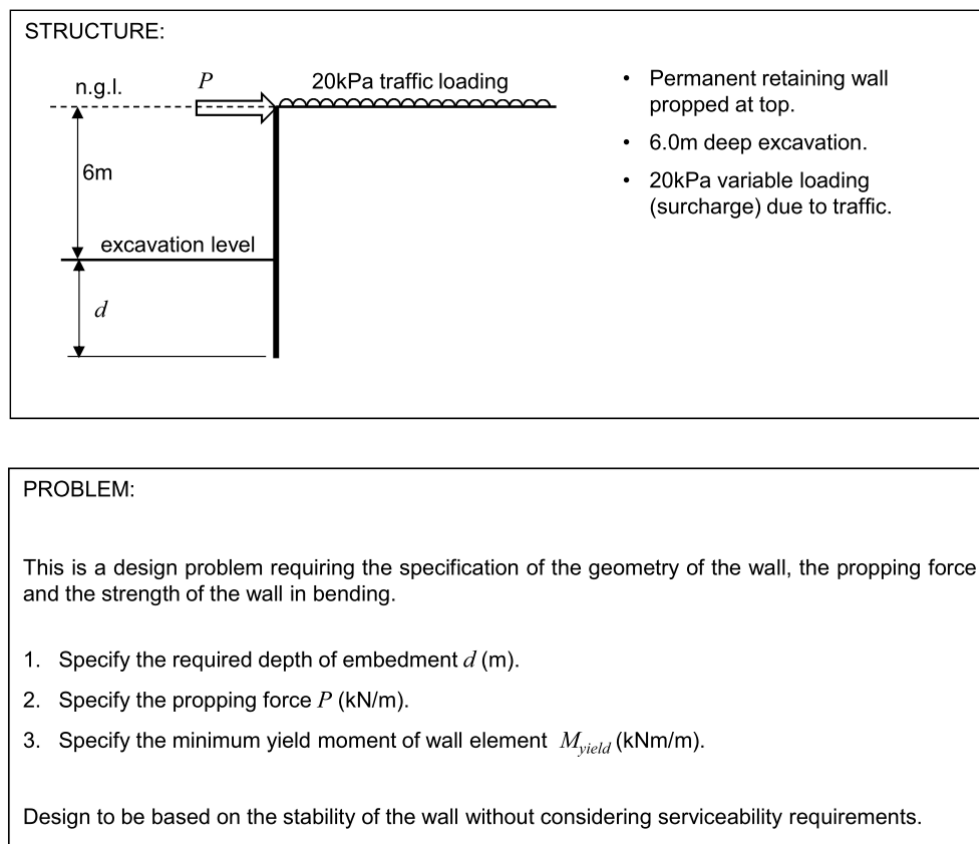 STRUCTURE:
n.g.l.
P
20kPa traffic loading
6m
excavation level
d
• Permanent retaining wall
propped at top.
• 6.0m deep excavation.
• 20kPa variable loading
(surcharge) due to traffic.
PROBLEM:
This is a design problem requiring the specification of the geometry of the wall, the propping force
and the strength of the wall in bending.
1. Specify the required depth of embedment d (m).
2. Specify the propping force P (kN/m).
3. Specify the minimum yield moment of wall element M_yield (kNm/m).
Design to be based on the stability of the wall without considering serviceability requirements.